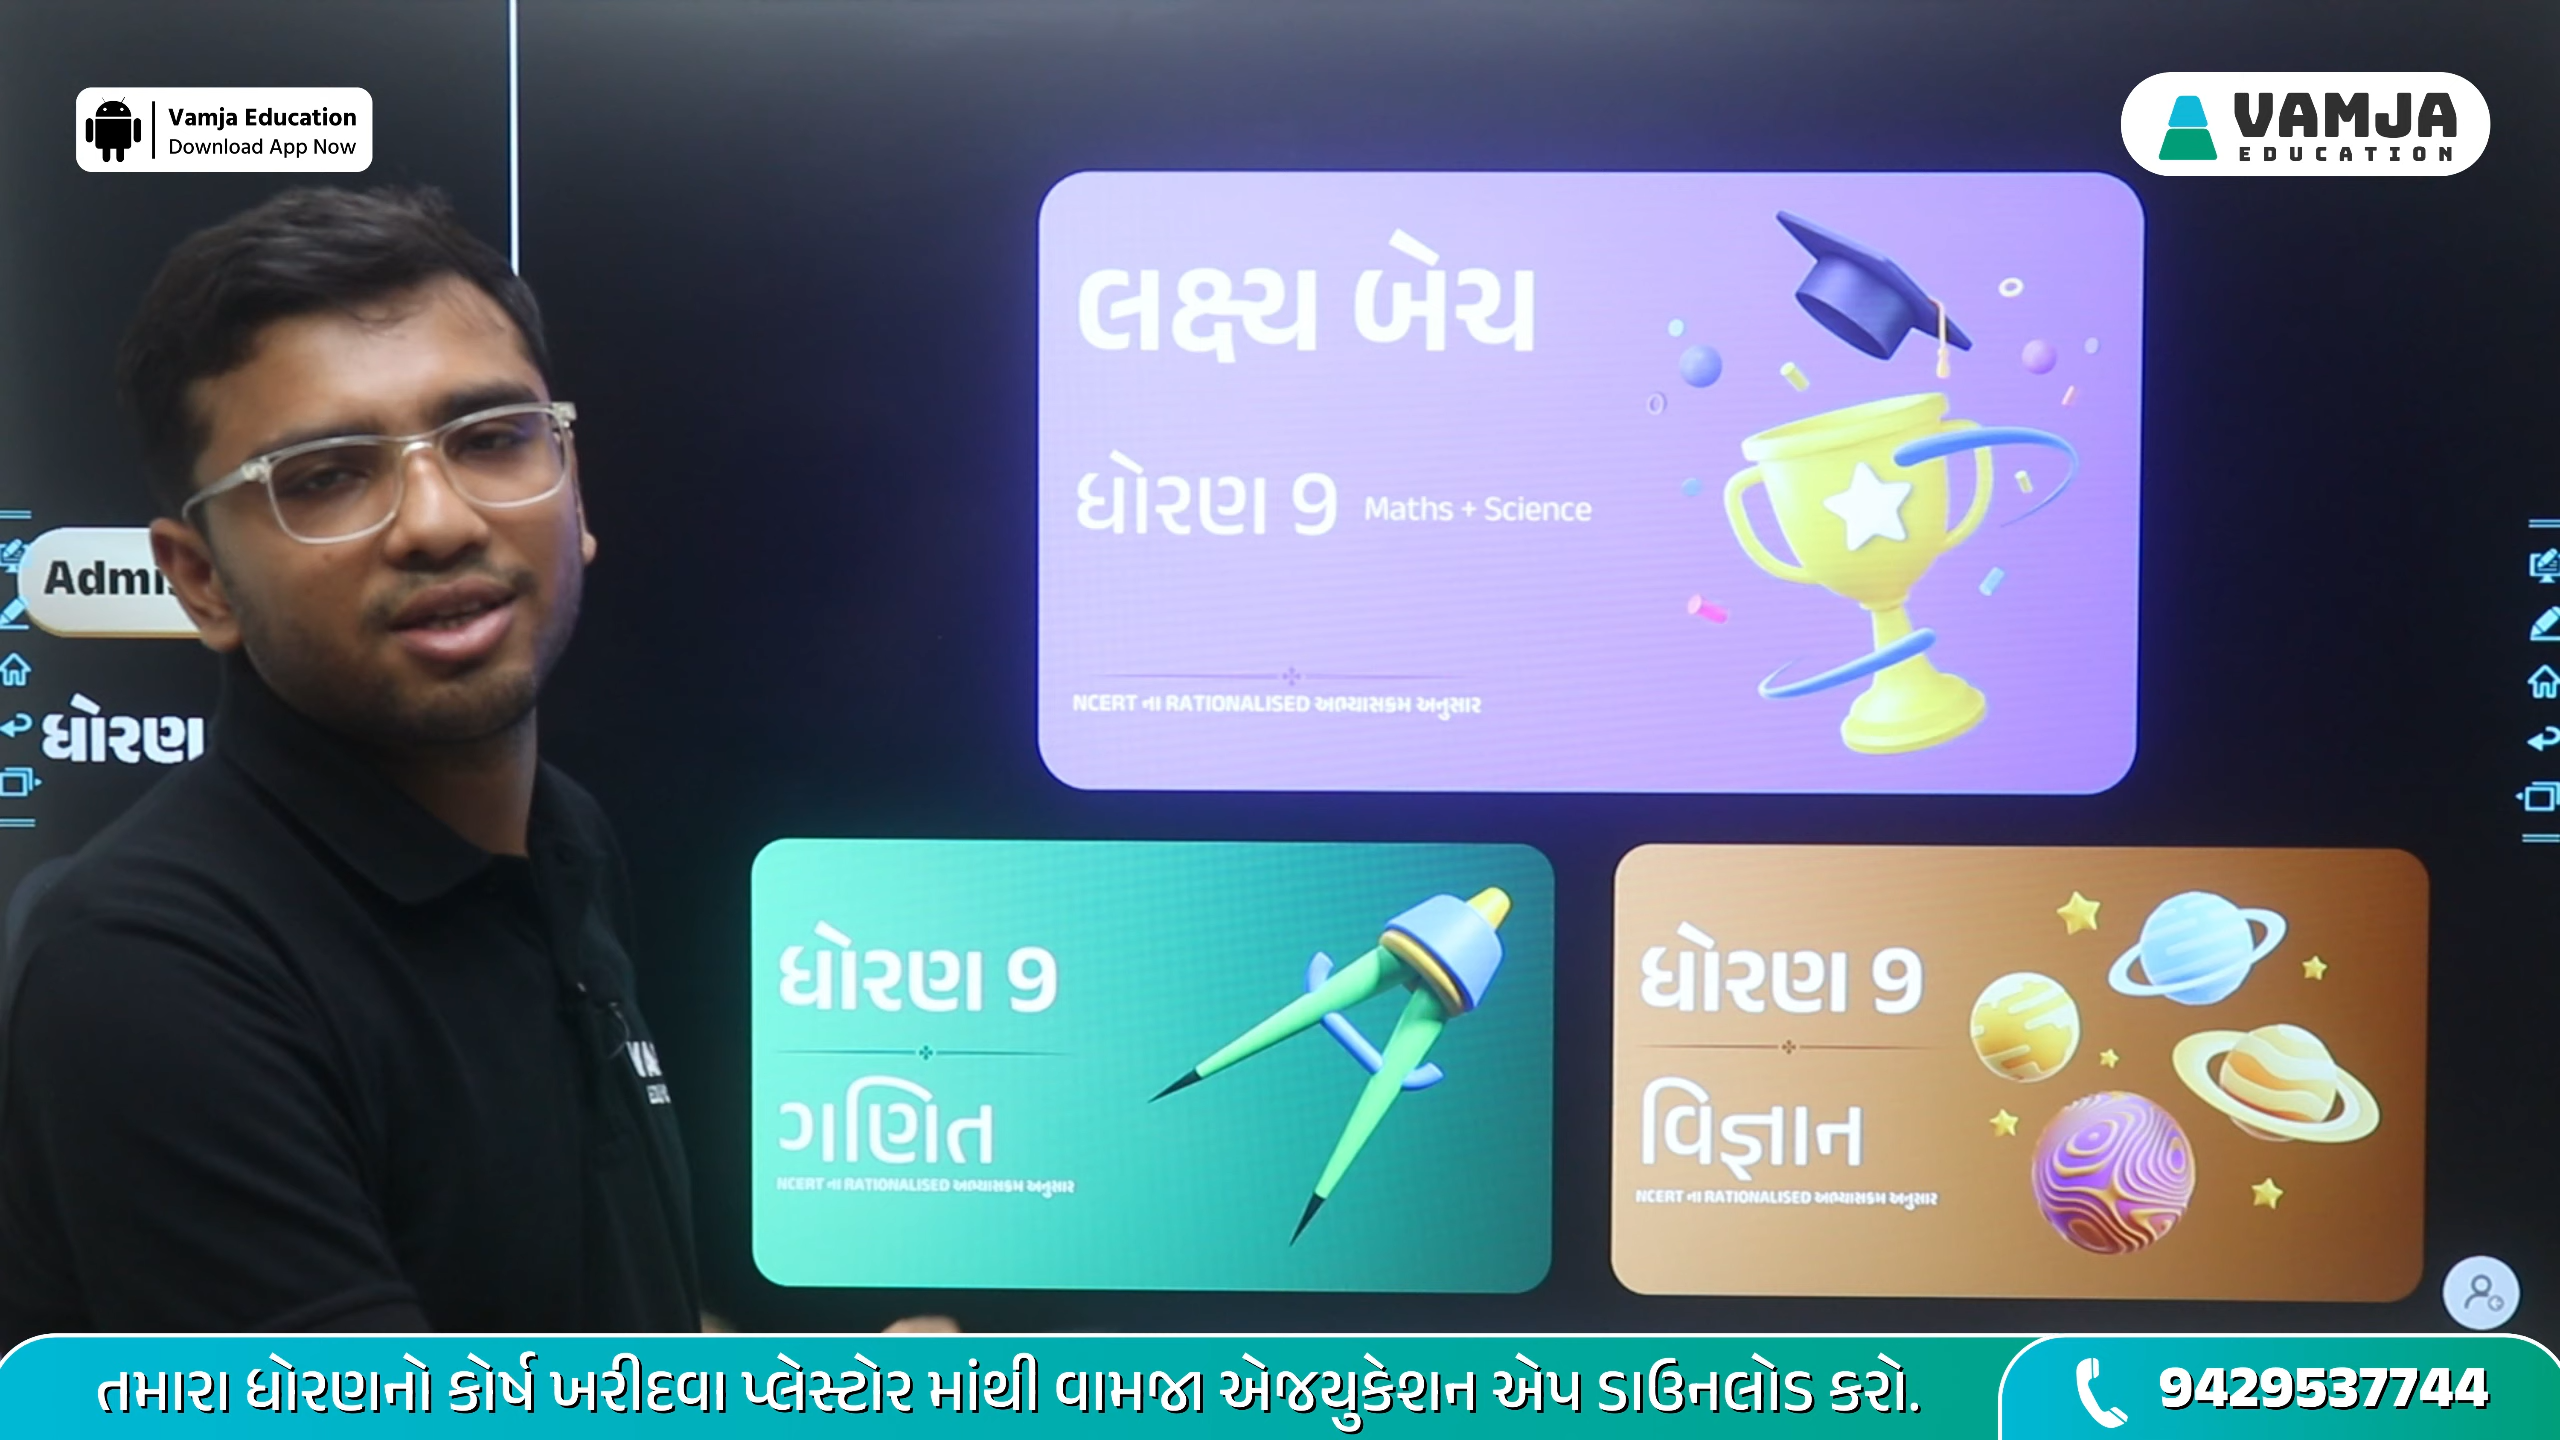 Vamja Education
Download App Now
VAMJA
EDUCATION
લક્ષ્ય બેચ
ધોરણ 9 Maths + Science
NCERT ના RATIONALISED અભ્યાસક્રમ અનુસાર
ધોરણ
ધોરણ 9
ગણિત
NCERT ના RATIONALISED અભ્યાસક્રમ અનુસાર
ધોરણ 9
વિજ્ઞાન
NCERT ના RATIONALISED અભ્યાસક્રમ અનુસાર
તમારા ધોરણનો કોર્ષ ખરીદવા પ્લેસ્ટોર માંથી વામજા એજયુકેશન એપ ડાઉનલોડ કરો.
9429537744